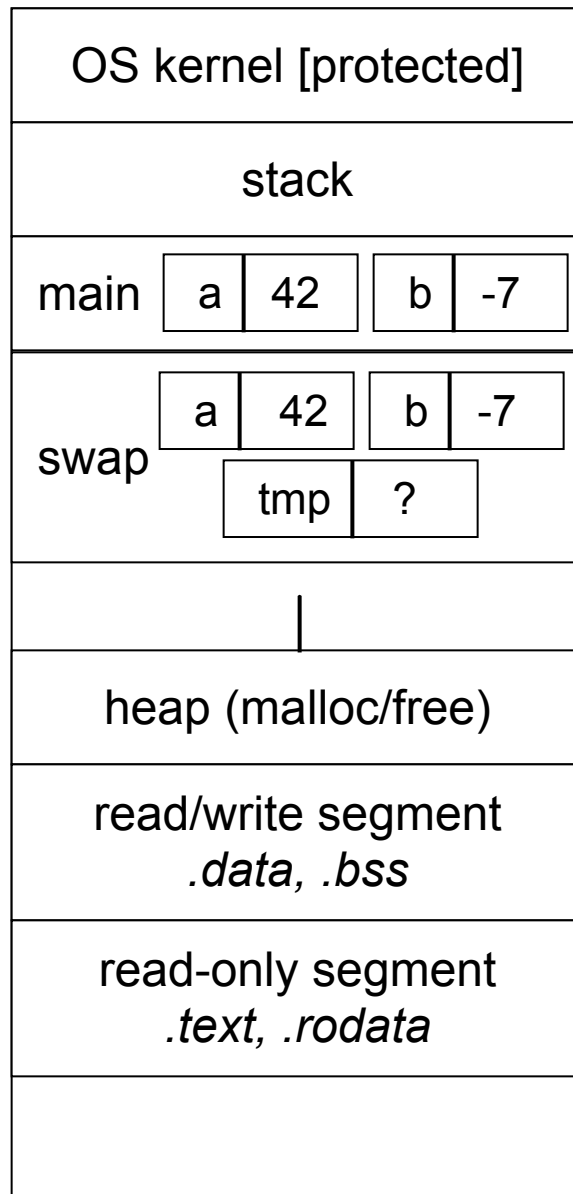 OS kernel [protected]
stack
main a 42 b -7
a 42 b -7
swap
tmp ?
heap (malloc/free)
read/write segment
.data, .bss
read-only segment
.text, .rodata